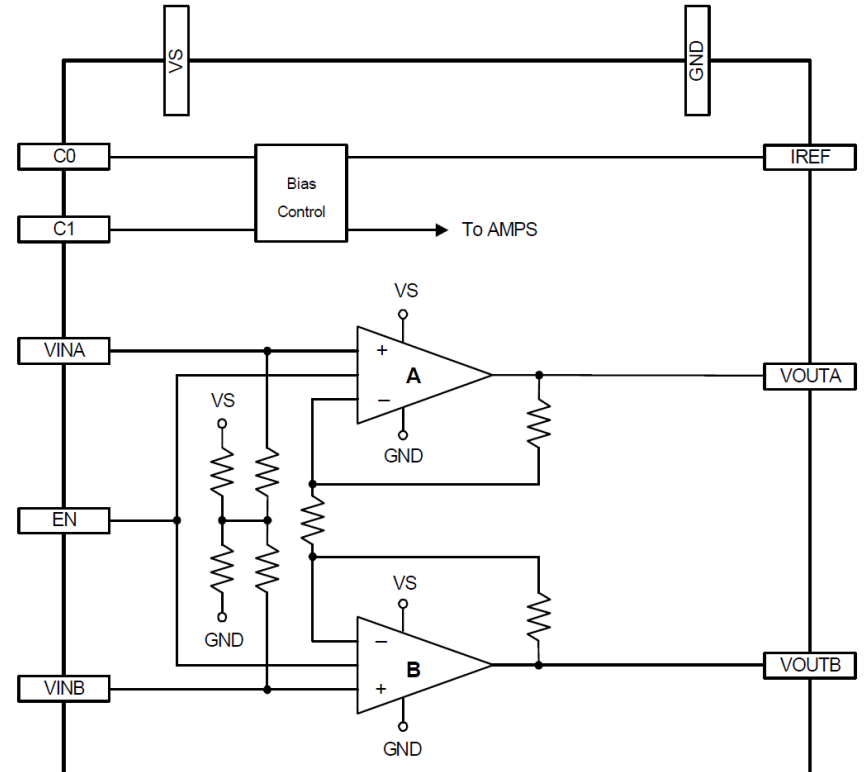 VS
GND
C0
IREF
Bias
Control
C1
To AMPS
VS
VINA
+
A
VOUTA
VS
−
GND
EN
VS
GND
−
B
VOUTB
VINB
+
GND